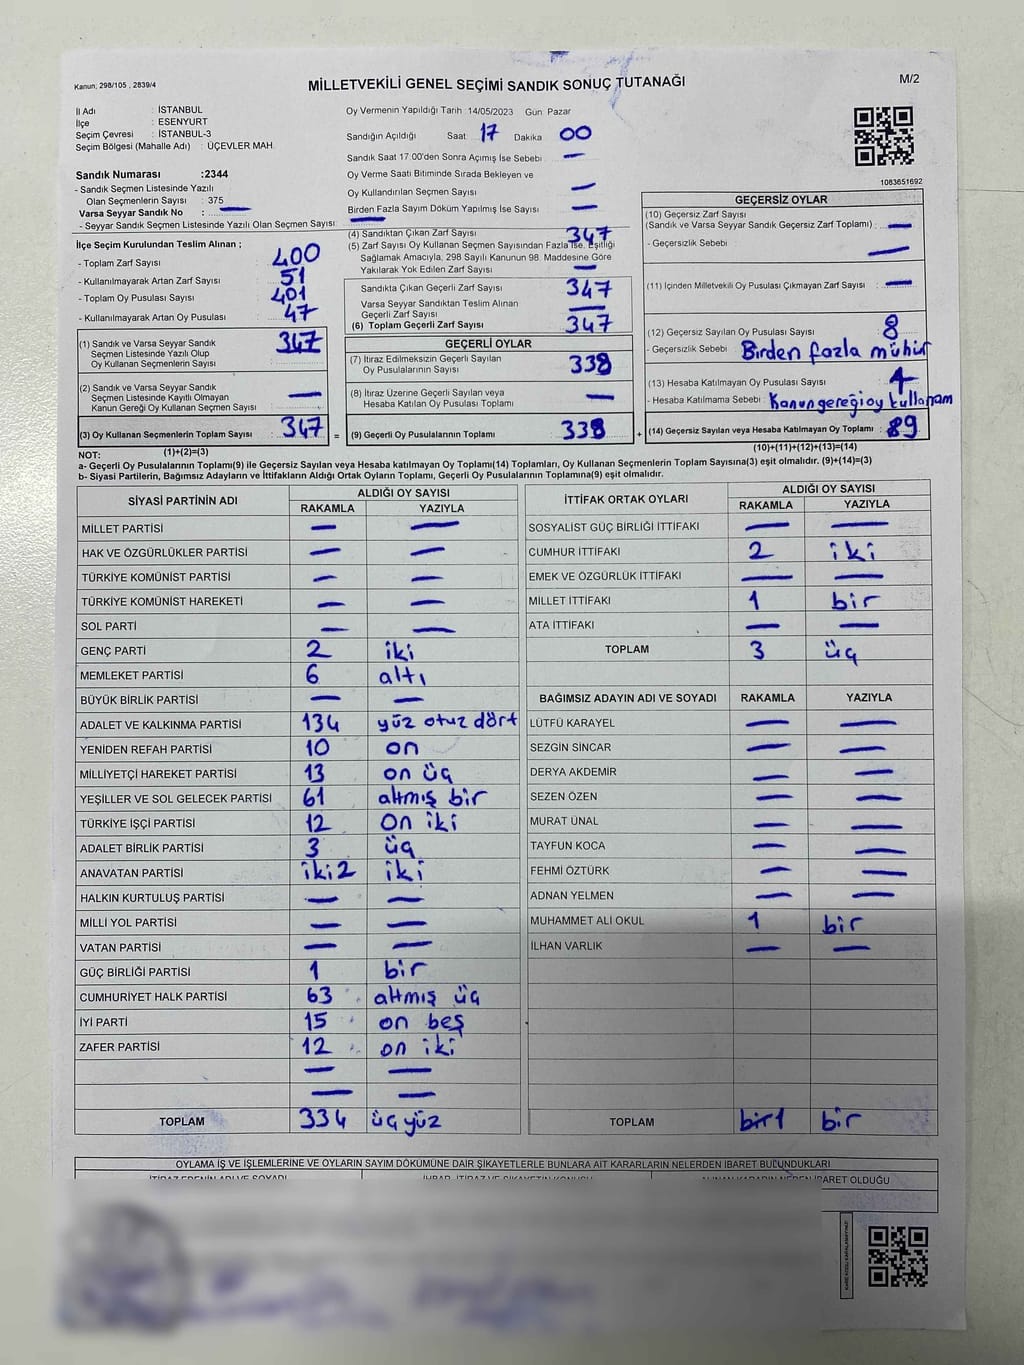 Kanun; 298/105 , 2839/4
MİLLETVEKİLİ GENEL SEÇİMİ SANDIK SONUÇ TUTANAĞI
M/2
İl Adı : İSTANBUL
İlçe : ESENYURT
Seçim Çevresi : İSTANBUL-3
Seçim Bölgesi (Mahalle Adı) : ÜÇEVLER MAH.
Oy Vermenin Yapıldığı Tarih :14/05/2023 Gün: Pazar
Sandığın Açıldığı Saat: 17 Dakika 00
Sandık Saat 17:00'den Sonra Açımış İse Sebebi : —
Oy Verme Saati Bitiminde Sırada Bekleyen ve
Oy Kullandırılan Seçmen Sayısı —
Birden Fazla Sayım Döküm Yapılmış İse Sayısı —
1083651692
Sandık Numarası :2344
- Sandık Seçmen Listesinde Yazılı
Olan Seçmenlerin Sayısı : 375
Varsa Seyyar Sandık No : —
- Seyyar Sandık Seçmen Listesinde Yazılı Olan Seçmen Sayısı: —
İlçe Seçim Kurulundan Teslim Alınan ;
- Toplam Zarf Sayısı : 400
- Kullanılmayarak Artan Zarf Sayısı : 51
- Toplam Oy Pusulası Sayısı : 401
- Kullanılmayarak Artan Oy Pusulası : 47
(1) Sandık ve Varsa Seyyar Sandık 347
Seçmen Listesinde Yazılı Olup
Oy Kullanan Seçmenlerin Sayısı
(2) Sandık ve Varsa Seyyar Sandık
Seçmen Listesinde Kayıtlı Olmayan —
Kanun Gereği Oy Kullanan Seçmen Sayısı
(3) Oy Kullanan Seçmenlerin Toplam Sayısı 347
(1)+(2)=(3)
(4) Sandıktan Çıkan Zarf Sayısı 347
(5) Zarf Sayısı Oy Kullanan Seçmen Sayısından Fazla İse, Eşitliği
Sağlamak Amacıyla, 298 Sayılı Kanunun 98. Maddesine Göre
Yakılarak Yok Edilen Zarf Sayısı : —
Sandıkta Çıkan Geçerli Zarf Sayısı : 347
Varsa Seyyar Sandıktan Teslim Alınan
Geçerli Zarf Sayısı : —
(6) Toplam Geçerli Zarf Sayısı : 347
GEÇERLİ OYLAR
(7) İtiraz Edilmeksizin Geçerli Sayılan
Oy Pusulalarının Sayısı : 338
(8) İtiraz Üzerine Geçerli Sayılan veya
Hesaba Katılan Oy Pusulası Toplamı : —
= (9) Geçerli Oy Pusulalarının Toplamı : 338 +
GEÇERSİZ OYLAR
(10) Geçersiz Zarf Sayısı
(Sandık ve Varsa Seyyar Sandık Geçersiz Zarf Toplamı) : —
- Geçersizlik Sebebi : —
(11) İçinden Milletvekili Oy Pusulası Çıkmayan Zarf Sayısı : —
(12) Geçersiz Sayılan Oy Pusulası Sayısı : 8
- Geçersizlik Sebebi : Birden fazla mühür
(13) Hesaba Katılmayan Oy Pusulası Sayısı :
- Hesaba Katılmama Sebebi : Kanun gereği oy kullanam
(14) Geçersiz Sayılan veya Hesaba Katılmayan Oy Toplamı : 89
(10)+(11)+(12)+(13)=(14)
NOT:
a- Geçerli Oy Pusulalarının Toplamı(9) ile Geçersiz Sayılan veya Hesaba katılmayan Oy Toplamı(14) Toplamları, Oy Kullanan Seçmenlerin Toplam Sayısına(3) eşit olmalıdır. (9)+(14)=(3)
b- Siyasi Partilerin, Bağımsız Adayların ve İttifakların Aldığı Ortak Oyların Toplamı, Geçerli Oy Pusulalarının Toplamına(9) eşit olmalıdır.
SİYASİ PARTİNİN ADI ALDIĞI OY SAYISI
RAKAMLA YAZIYLA
MİLLET PARTİSİ — —
HAK VE ÖZGÜRLÜKLER PARTİSİ — —
TÜRKİYE KOMÜNİST PARTİSİ — —
TÜRKİYE KOMÜNİST HAREKETİ — —
SOL PARTİ — —
GENÇ PARTİ 2 iki
MEMLEKET PARTİSİ 6 altı
BÜYÜK BİRLİK PARTİSİ — —
ADALET VE KALKINMA PARTİSİ 134 yüz otuz dört
YENİDEN REFAH PARTİSİ 10 on
MİLLİYETÇİ HAREKET PARTİSİ 13 on üç
YEŞİLLER VE SOL GELECEK PARTİSİ 61 altmış bir
TÜRKİYE İŞÇİ PARTİSİ 12 On iki
ADALET BİRLİK PARTİSİ 3 üç
ANAVATAN PARTİSİ iki 2 iki
HALKIN KURTULUŞ PARTİSİ — —
MİLLİ YOL PARTİSİ — —
VATAN PARTİSİ — —
GÜÇ BİRLİĞİ PARTİSİ 1 bir
CUMHURİYET HALK PARTİSİ 63 altmış üç
İYİ PARTİ 15 on beş
ZAFER PARTİSİ 12 on iki
— —
— —
TOPLAM 334 üç yüz
İTTİFAK ORTAK OYLARI ALDIĞI OY SAYISI
RAKAMLA YAZIYLA
SOSYALİST GÜÇ BİRLİĞİ İTTİFAKI — —
CUMHUR İTTİFAKI 2 iki
EMEK VE ÖZGÜRLÜK İTTİFAKI — —
MİLLET İTTİFAKI 1 bir
ATA İTTİFAKI — —
TOPLAM 3 üç
BAĞIMSIZ ADAYIN ADI VE SOYADI RAKAMLA YAZIYLA
LÜTFÜ KARAYEL — —
SEZGİN SİNCAR — —
DERYA AKDEMİR — —
SEZEN ÖZEN — —
MURAT ÜNAL — —
TAYFUN KOCA — —
FEHMİ ÖZTÜRK — —
ADNAN YELMEN — —
MUHAMMET ALİ OKUL 1 bir
İLHAN VARLIK — —
TOPLAM bir 1 bir
OYLAMA İŞ VE İŞLEMLERİNE VE OYLARIN SAYIM DÖKÜMÜNE DAİR ŞİKAYETLERLE BUNLARA AİT KARARLARIN NELERDEN İBARET BULUNDUKLARI
İTİRAZ EDENİN ADI VE SOYADI